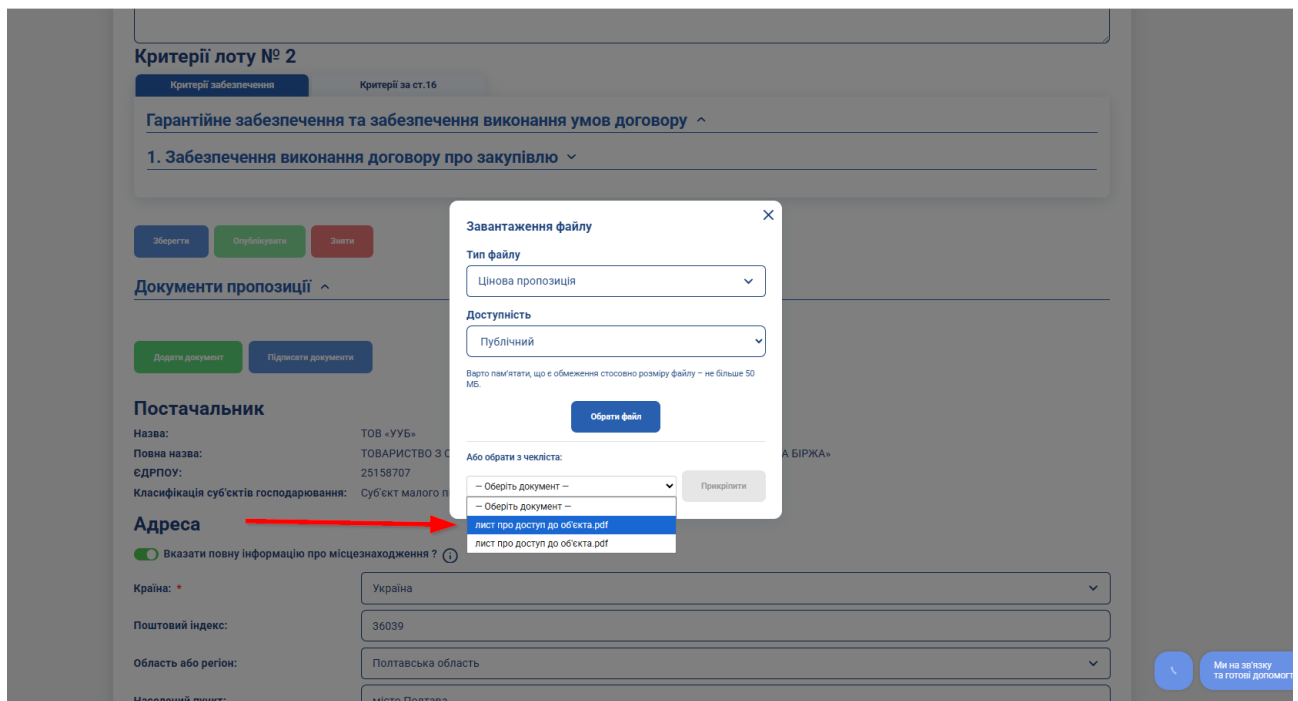 Критерії лоту № 2
Критерії забезпечення
Критерії за ст.16
Гарантійне забезпечення та забезпечення виконання умов договору
1. Забезпечення виконання договору про закупівлю
Зберегти
Опублікувати
Зняти
Документи пропозиції
Додати документ
Підписати документи
Завантаження файлу
Тип файлу
Цінова пропозиція
Доступність
Публічний
Варто пам'ятати, що є обмеження стосовно розміру файлу – не більше 50
МБ.
Обрати файл
Або обрати з чекліста:
— Оберіть документ —
Прикріпити
— Оберіть документ —
лист про доступ до об'єкта.pdf
лист про доступ до об'єкта.pdf
Постачальник
Назва: ТОВ «УУБ»
Повна назва: ТОВАРИСТВО З О А БІРЖА»
ЄДРПОУ: 25158707
Класифікація суб'єктів господарювання: Суб'єкт малого п
Адреса
Вказати повну інформацію про місцезнаходження ?
Країна: * Україна
Поштовий індекс: 36039
Область або регіон: Полтавська область
Населений пункт: місто Полтава
Ми на зв'язку
та готові допомогт